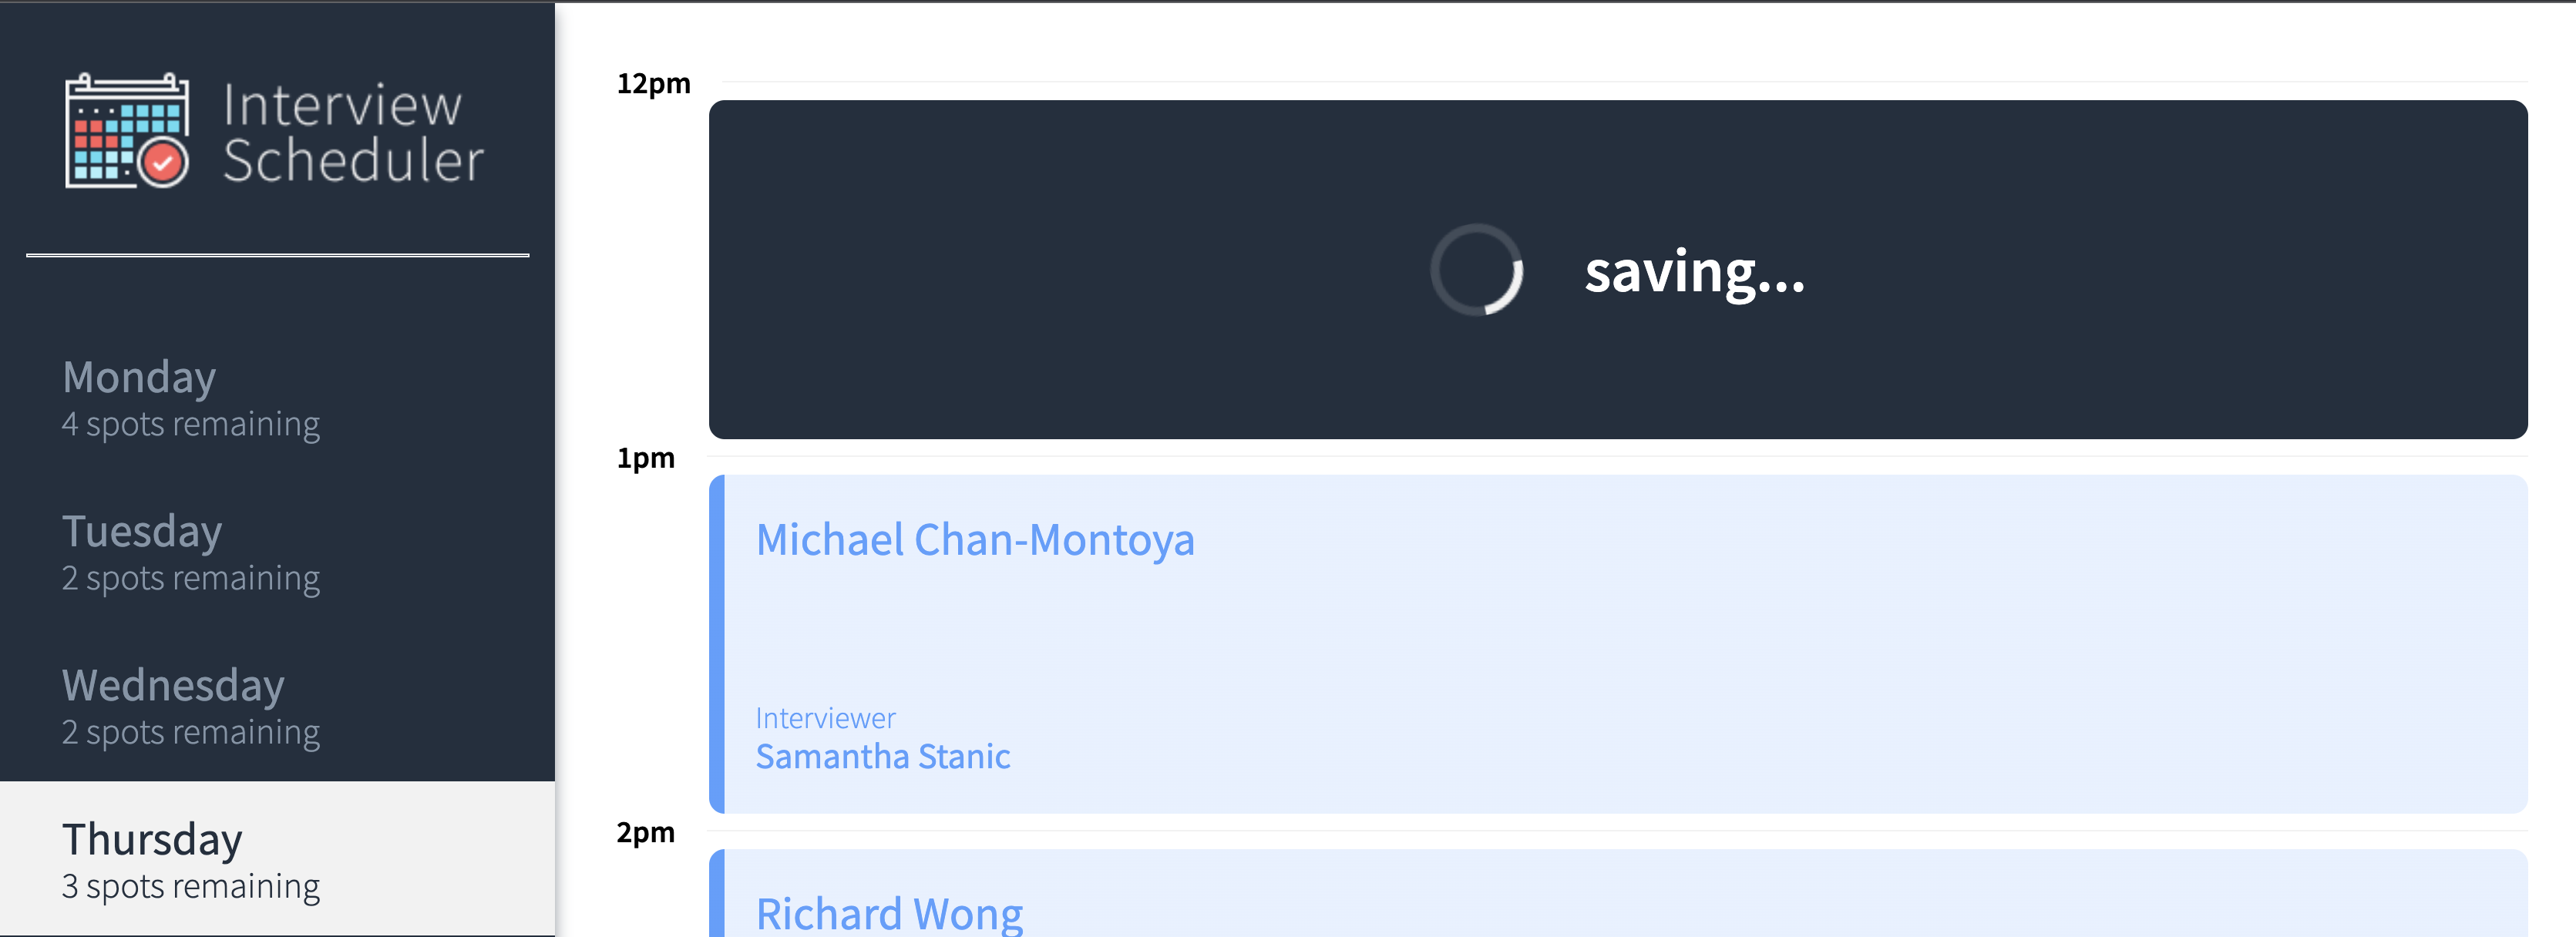 Interview
Scheduler
Monday
4 spots remaining
Tuesday
2 spots remaining
Wednesday
2 spots remaining
Thursday
3 spots remaining
12pm
saving...
1pm
Michael Chan-Montoya
Interviewer
Samantha Stanic
2pm
Richard Wong